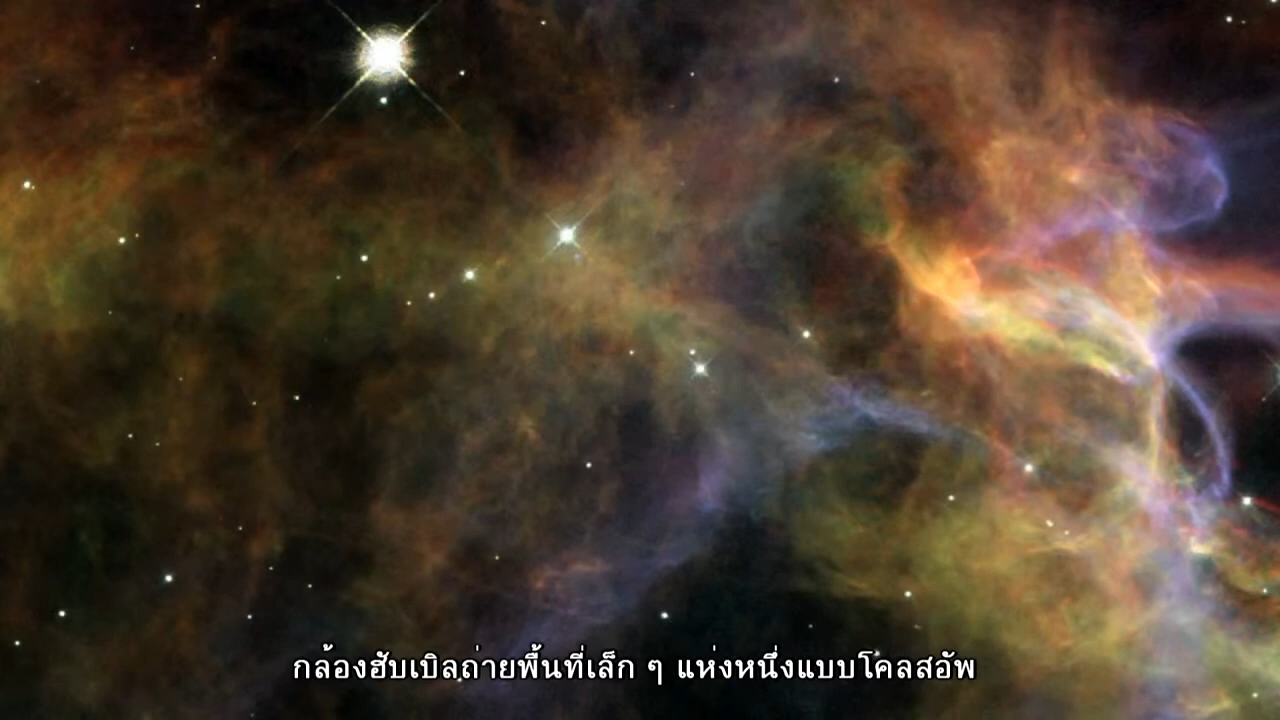 กล้องฮับเบิลถ่ายพื้นที่เล็ก ๆ แห่งหนึ่งแบบโคลสอัพ